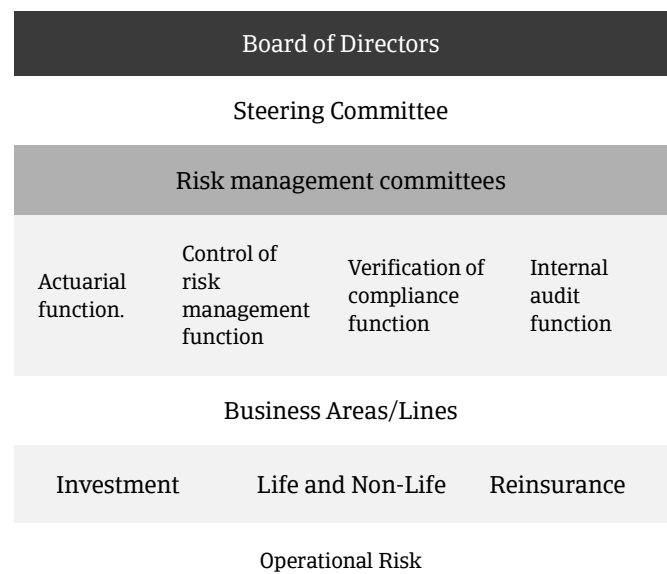 Board of Directors
Steering Committee
Risk management committees
Actuarial
function.
Control of
risk
management
function
Verification of
compliance
function
Internal
audit
function
Business Areas/Lines
Investment
Life and Non-Life
Reinsurance
Operational Risk